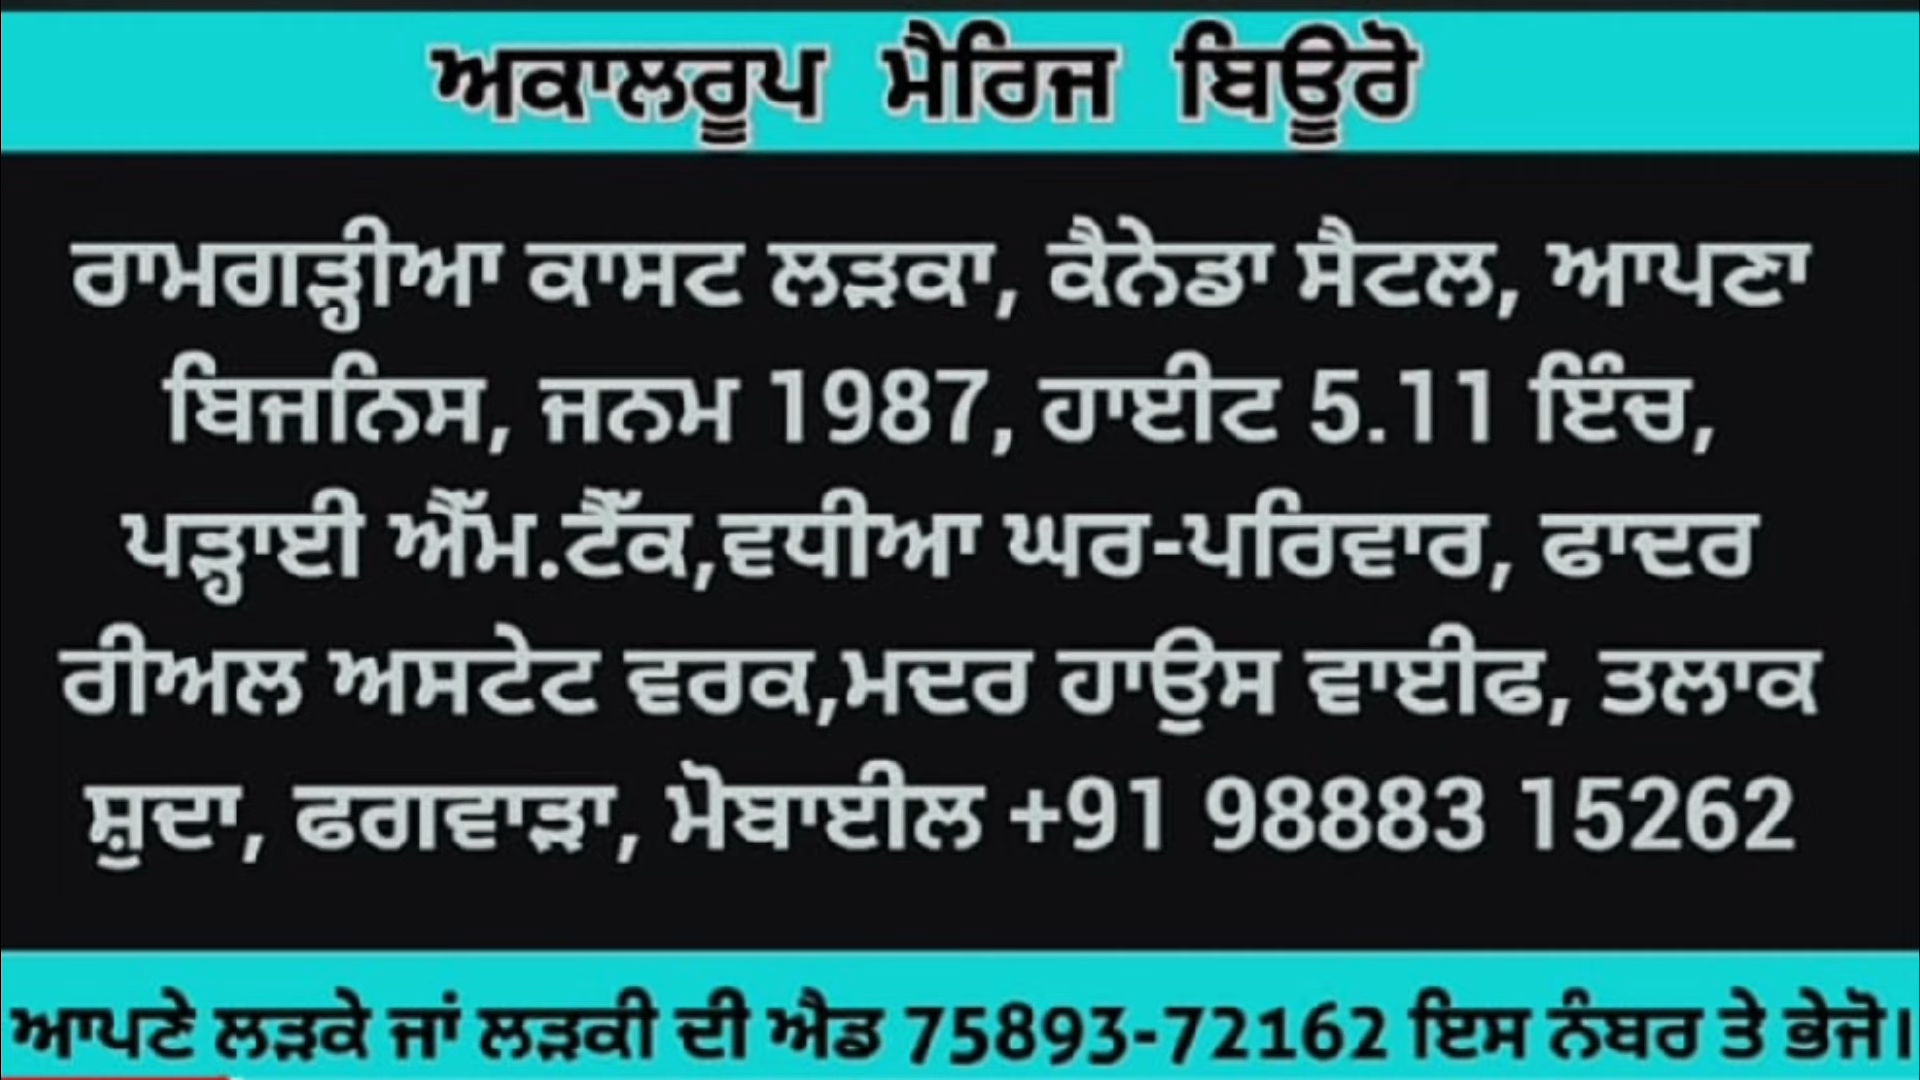 ਅਕਾਲਰੂਪ ਮੈਰਿਜ ਬਿਊਰੋ
ਰਾਮਗੜ੍ਹੀਆ ਕਾਸਟ ਲੜਕਾ, ਕੈਨੇਡਾ ਸੈਟਲ, ਆਪਣਾ
ਬਿਜਨਿਸ, ਜਨਮ 1987, ਹਾਈਟ 5.11 ਇੰਚ,
ਪੜ੍ਹਾਈ ਐੱਮ.ਟੈੱਕ,ਵਧੀਆ ਘਰ-ਪਰਿਵਾਰ, ਫਾਦਰ
ਰੀਅਲ ਅਸਟੇਟ ਵਰਕ,ਮਦਰ ਹਾਊਸ ਵਾਈਫ, ਤਲਾਕ
ਸ਼ੁਦਾ, ਫਗਵਾੜਾ, ਮੋਬਾਈਲ +91 98883 15262
ਆਪਣੇ ਲੜਕੇ ਜਾਂ ਲੜਕੀ ਦੀ ਐਡ 75893-72162 ਇਸ ਨੰਬਰ ਤੇ ਭੇਜੋ।